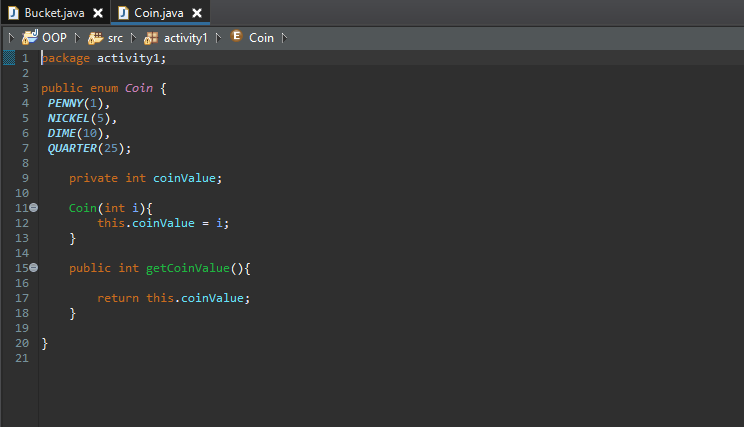 Bucket.java Coin.java
OOP src activity1 Coin
1 package activity1;
2
3 public enum Coin {
4 PENNY(1),
5 NICKEL(5),
6 DIME(10),
7 QUARTER(25);
8
9 private int coinValue;
10
11 Coin(int i){
12 this.coinValue = i;
13 }
14
15 public int getCoinValue(){
16
17 return this.coinValue;
18 }
19
20 }
21